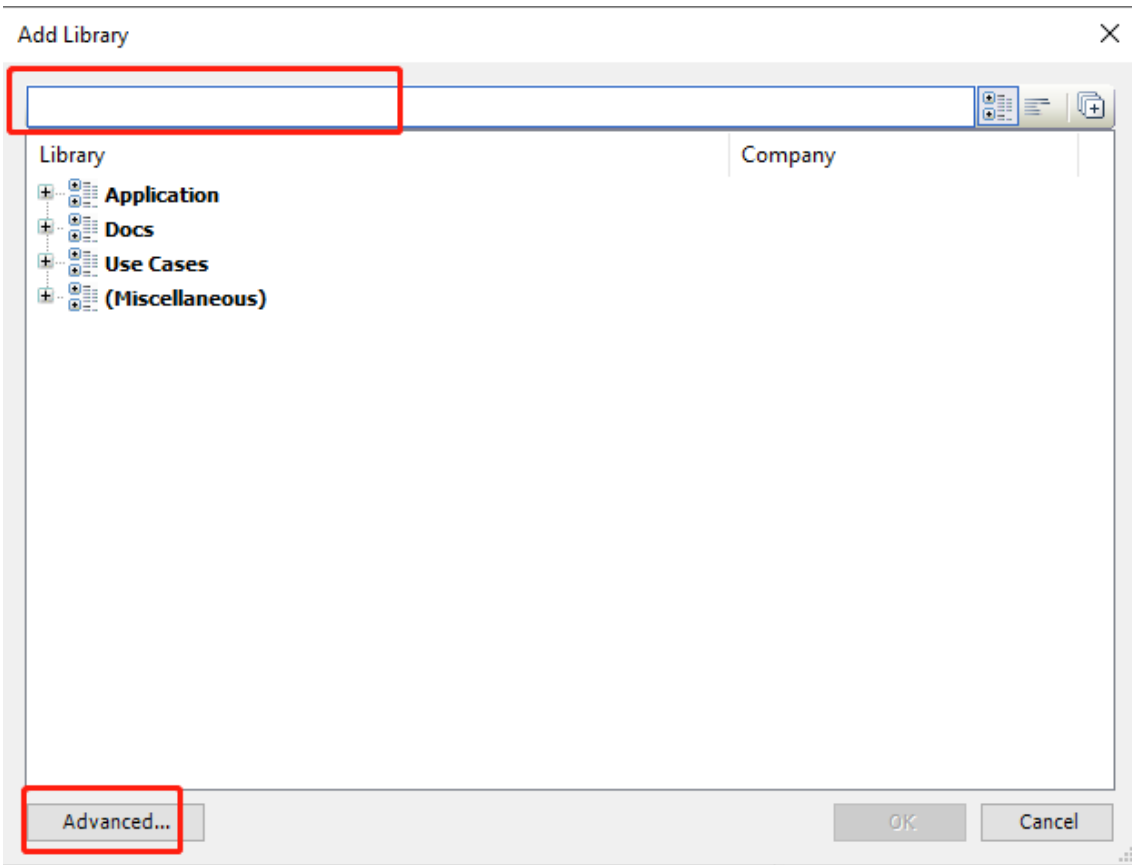 Add Library
Library Company
Application
Docs
Use Cases
(Miscellaneous)
Advanced... OK Cancel